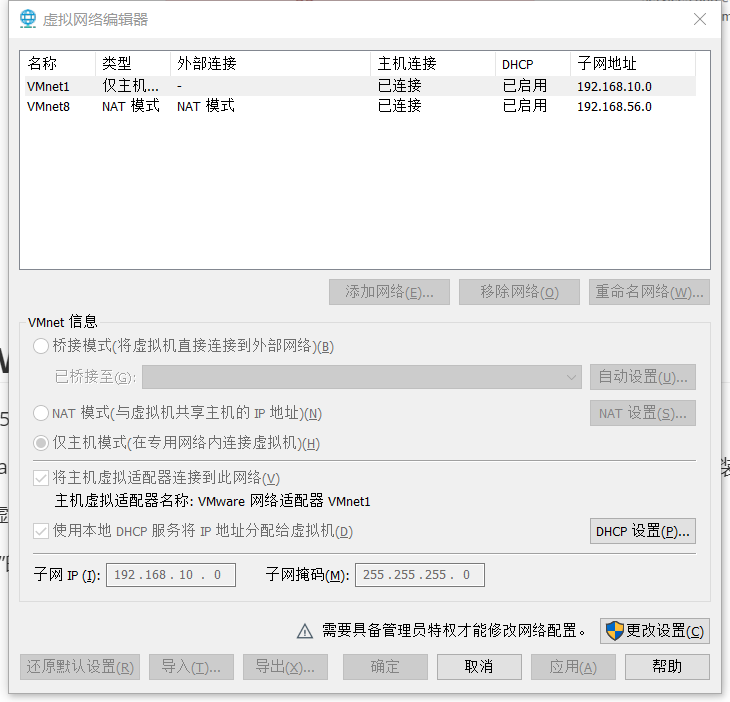 虚拟网络编辑器
名称 类型 外部连接 主机连接 DHCP 子网地址
VMnet1 仅主机... - 已连接 已启用 192.168.10.0
VMnet8 NAT 模式 NAT 模式 已连接 已启用 192.168.56.0
添加网络(E)... 移除网络(O) 重命名网络(W)...
VMnet 信息
桥接模式(将虚拟机直接连接到外部网络)(B)
已桥接至(G): 自动设置(U)...
NAT 模式(与虚拟机共享主机的 IP 地址)(N) NAT 设置(S)...
仅主机模式(在专用网络内连接虚拟机)(H)
将主机虚拟适配器连接到此网络(V)
主机虚拟适配器名称: VMware 网络适配器 VMnet1
使用本地 DHCP 服务将 IP 地址分配给虚拟机(D) DHCP 设置(P)...
子网 IP (I): 192.168.10.0 子网掩码(M): 255.255.255.0
需要具备管理员特权才能修改网络配置。 更改设置(C)
还原默认设置(R) 导入(T)... 导出(X)... 确定 取消 应用(A) 帮助